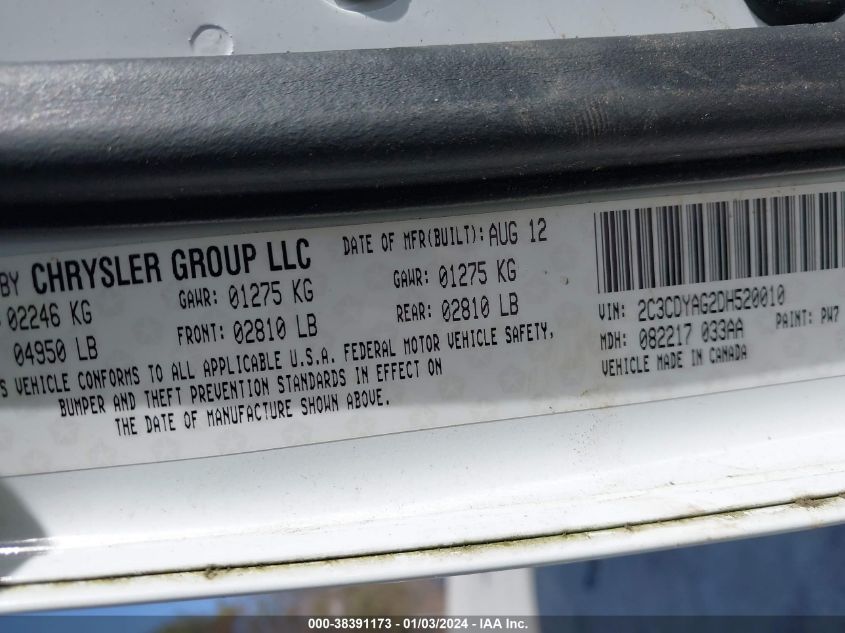 BY CHRYSLER GROUP LLC DATE OF MFR(BUILT): AUG 12
02246 KG GAWR: 01275 KG GAWR: 01275 KG
04950 LB FRONT: 02810 LB REAR: 02810 LB
S VEHICLE CONFORMS TO ALL APPLICABLE U.S.A. FEDERAL MOTOR VEHICLE SAFETY,
BUMPER AND THEFT PREVENTION STANDARDS IN EFFECT ON
THE DATE OF MANUFACTURE SHOWN ABOVE.
VIN: 2C3CDYAG2DH520010
MDH: 082217 033AA PAINT: PW7
VEHICLE MADE IN CANADA
000-38391173 - 01/03/2024 - IAA Inc.